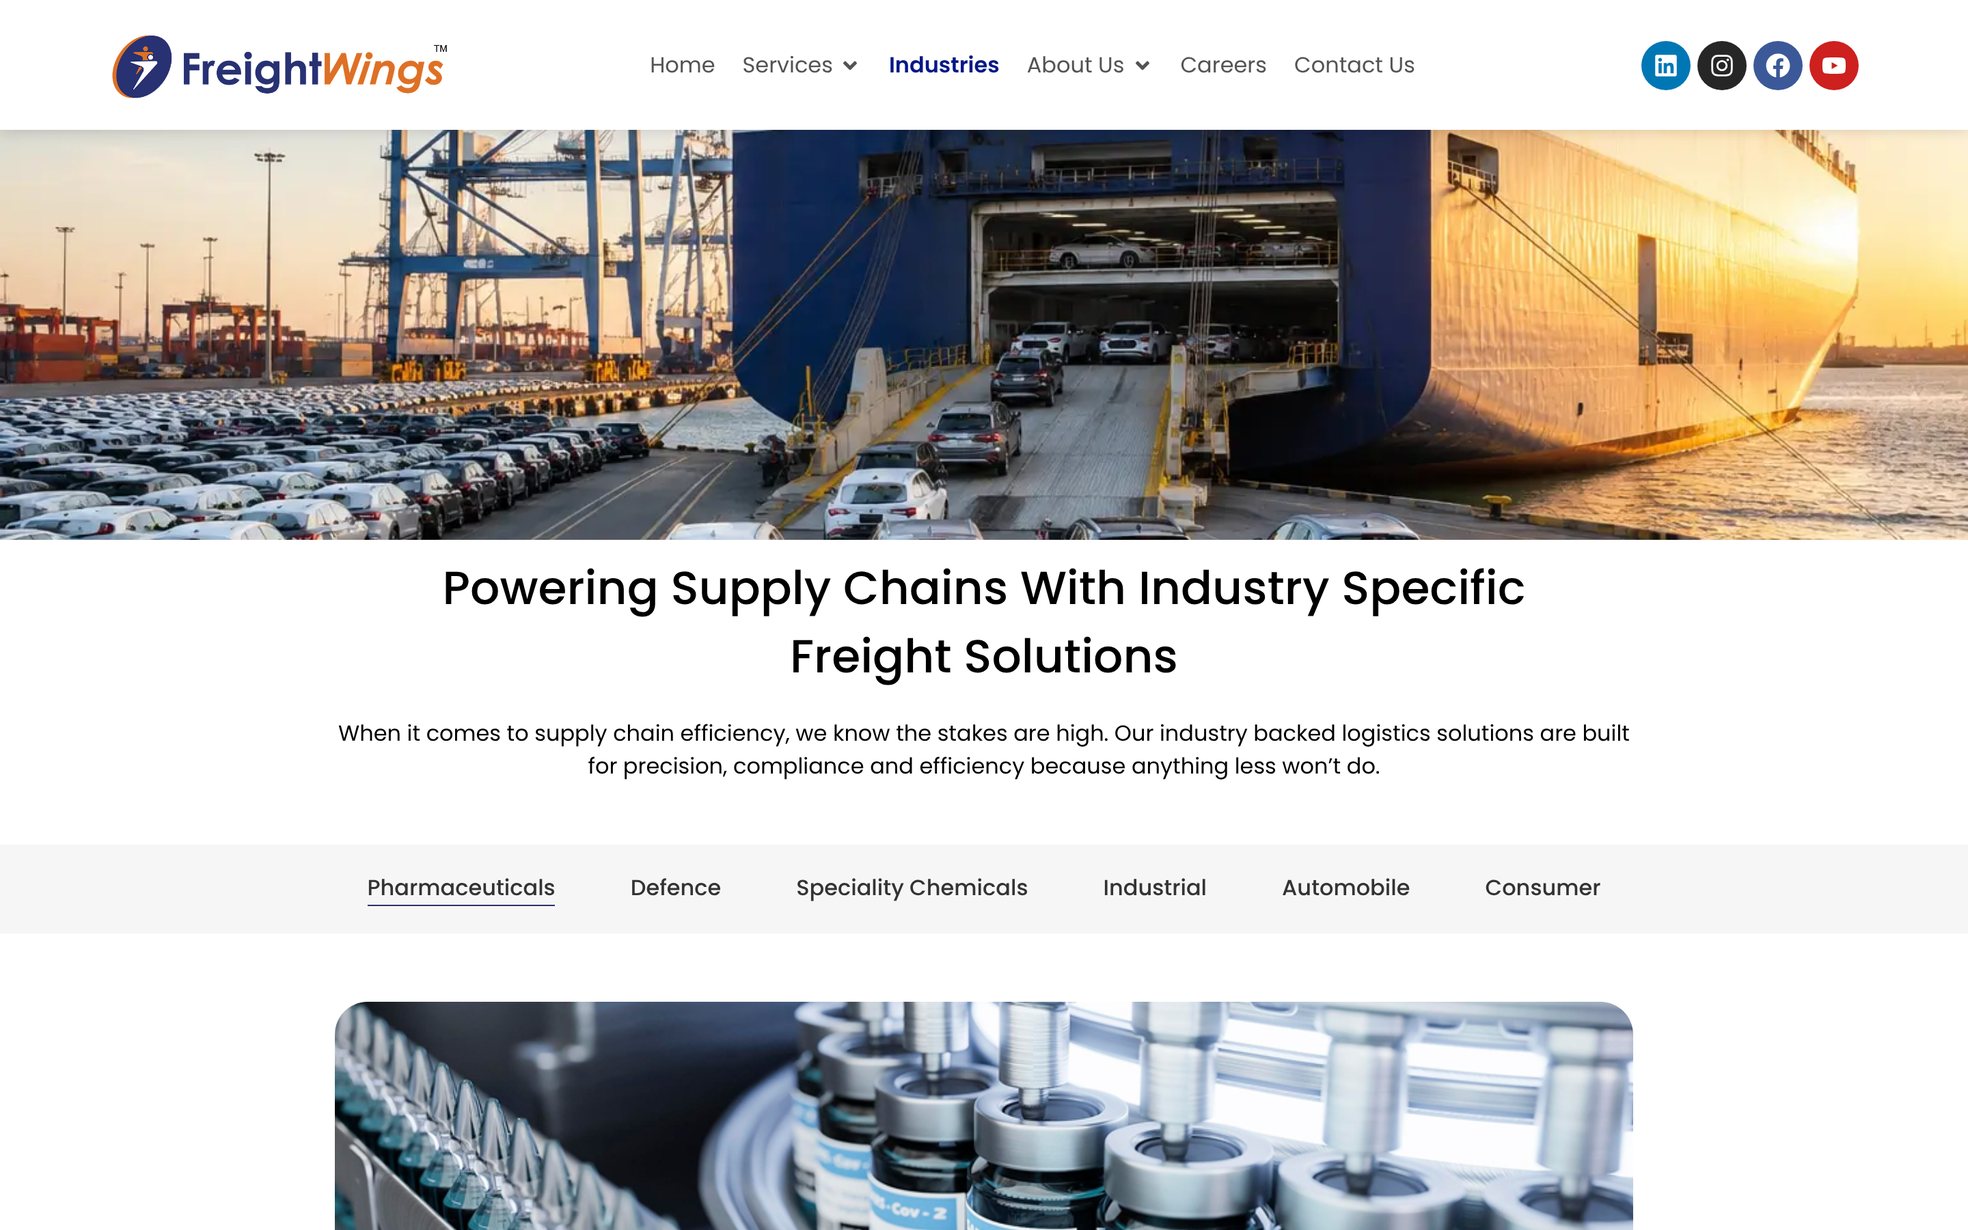 FreightWings™
Home Services Industries About Us Careers Contact Us
Powering Supply Chains With Industry Specific
Freight Solutions
When it comes to supply chain efficiency, we know the stakes are high. Our industry backed logistics solutions are built
for precision, compliance and efficiency because anything less won’t do.
Pharmaceuticals Defence Speciality Chemicals Industrial Automobile Consumer
-Cov-2